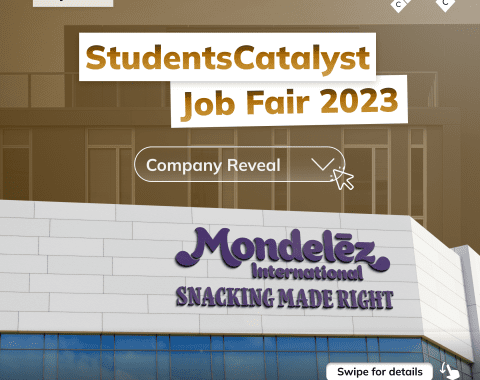 C
C
StudentsCatalyst
Job Fair 2023
Company Reveal
Mondelēz
International
SNACKING MADE RIGHT
Swipe for details